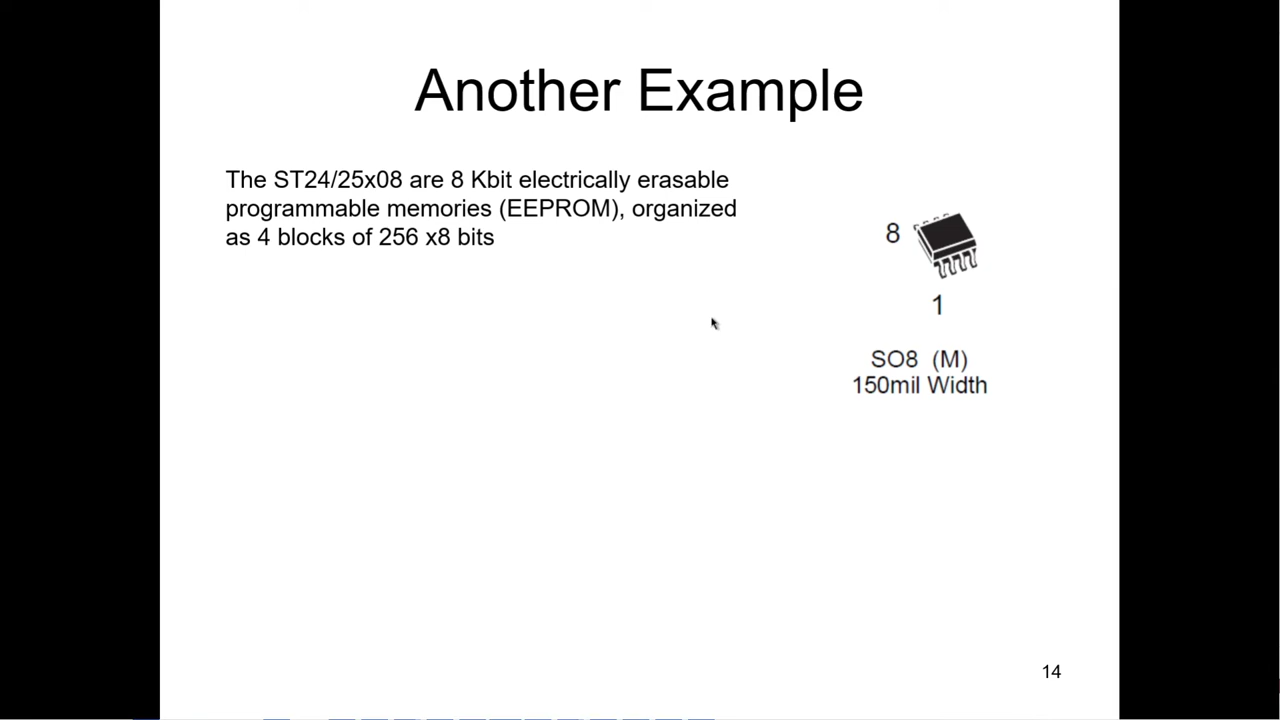 Another Example
The ST24/25x08 are 8 Kbit electrically erasable
programmable memories (EEPROM), organized
as 4 blocks of 256 x8 bits
8
1
SO8 (M)
150mil Width
14